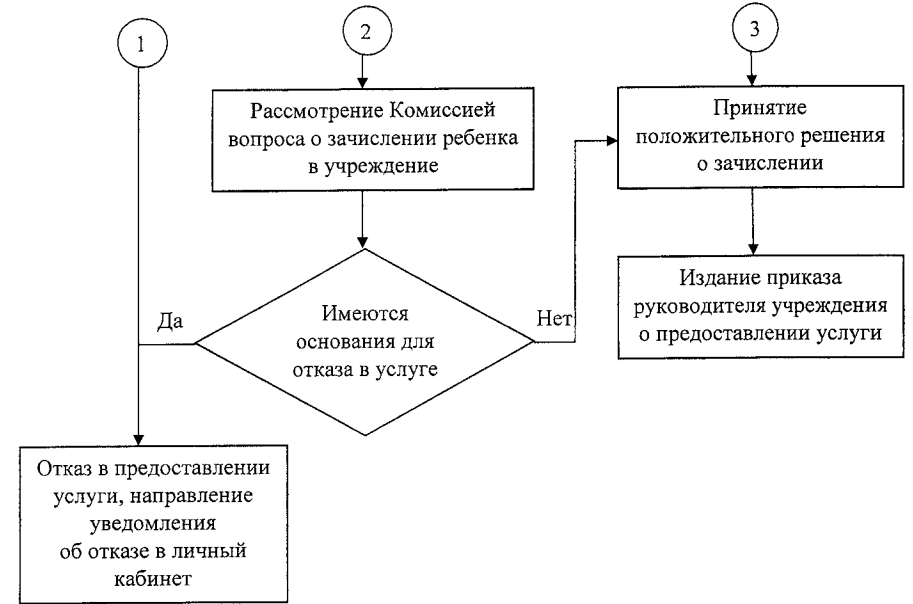 1
2
3
Рассмотрение Комиссией
вопроса о зачислении ребенка
в учреждение
Принятие
положительного решения
о зачислении
Имеются
основания для
отказа в услуге
Да
Нет
Издание приказа
руководителя учреждения
о предоставлении услуги
Отказ в предоставлении
услуги, направление
уведомления
об отказе в личный
кабинет